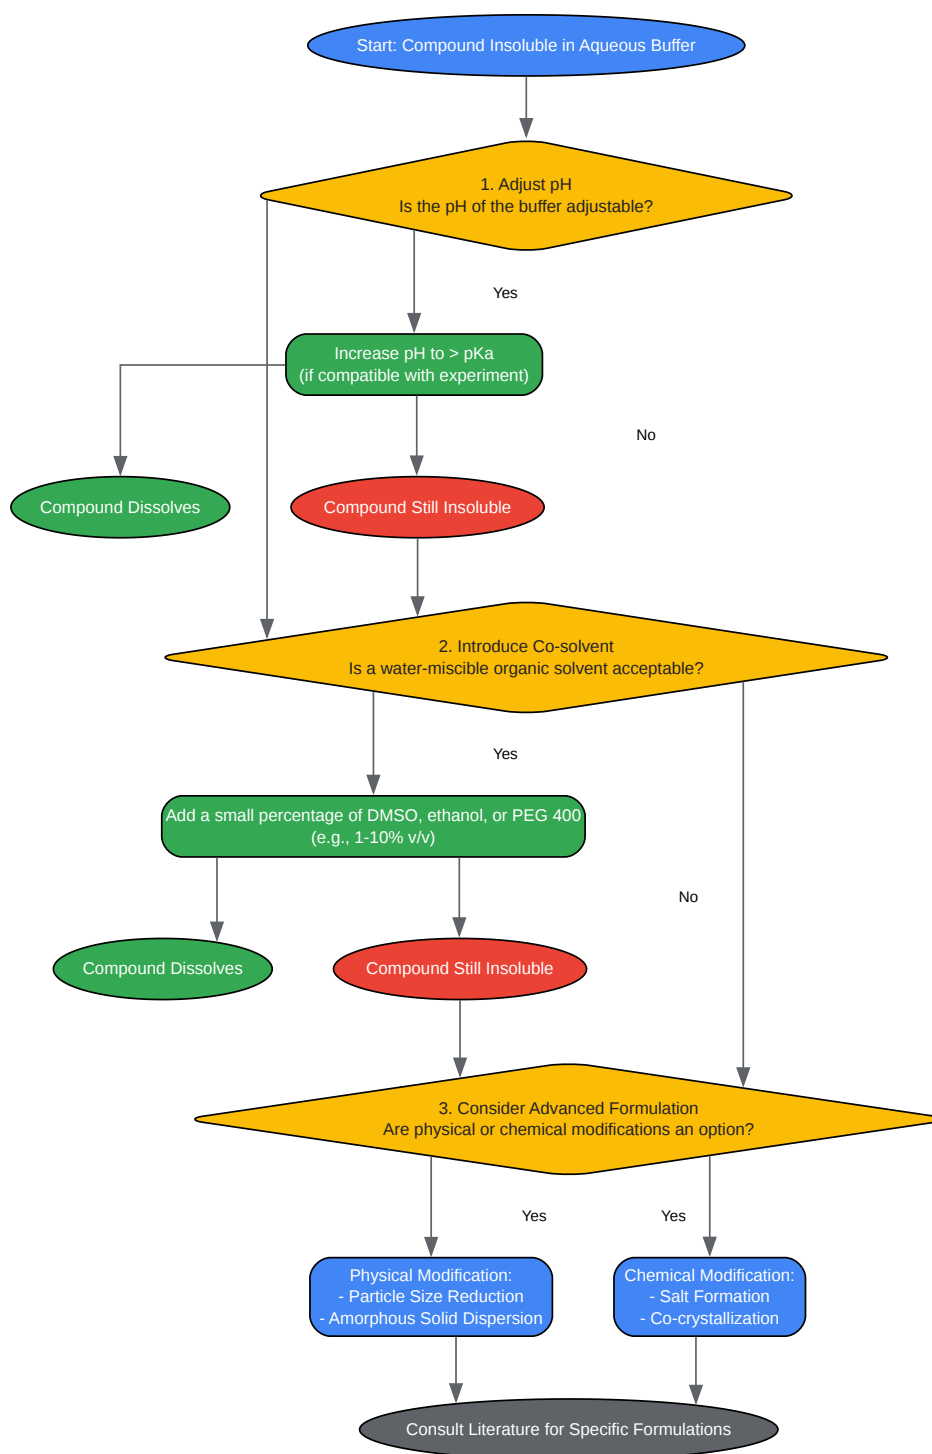 Start: Compound Insoluble in Aqueous Buffer
1. Adjust pH
Is the pH of the buffer adjustable?
Yes
Increase pH to > pKa
(if compatible with experiment)
No
Compound Dissolves
Compound Still Insoluble
2. Introduce Co-solvent
Is a water-miscible organic solvent acceptable?
Yes
Add a small percentage of DMSO, ethanol, or PEG 400
(e.g., 1-10% v/v)
No
Compound Dissolves
Compound Still Insoluble
3. Consider Advanced Formulation
Are physical or chemical modifications an option?
Yes
Yes
Physical Modification:
- Particle Size Reduction
- Amorphous Solid Dispersion
Chemical Modification:
- Salt Formation
- Co-crystallization
Consult Literature for Specific Formulations